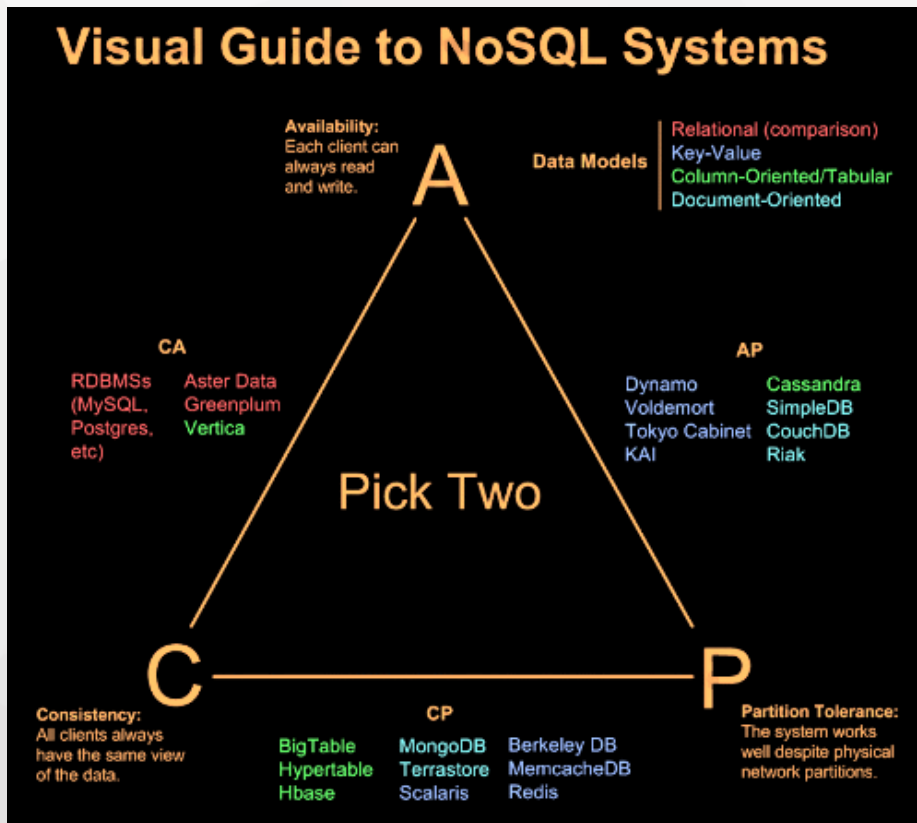 Visual Guide to NoSQL Systems
Availability:
Each client can
always read
and write.
A
Data Models
Relational (comparison)
Key-Value
Column-Oriented/Tabular
Document-Oriented
CA
RDBMSs
(MySQL,
Postgres,
etc)
Aster Data
Greenplum
Vertica
AP
Dynamo
Voldemort
Tokyo Cabinet
KAI
Cassandra
SimpleDB
CouchDB
Riak
Pick Two
C
P
Consistency:
All clients always
have the same view
of the data.
CP
BigTable
Hypertable
Hbase
MongoDB
Terrastore
Scalaris
Berkeley DB
MemcacheDB
Redis
Partition Tolerance:
The system works
well despite physical
network partitions.